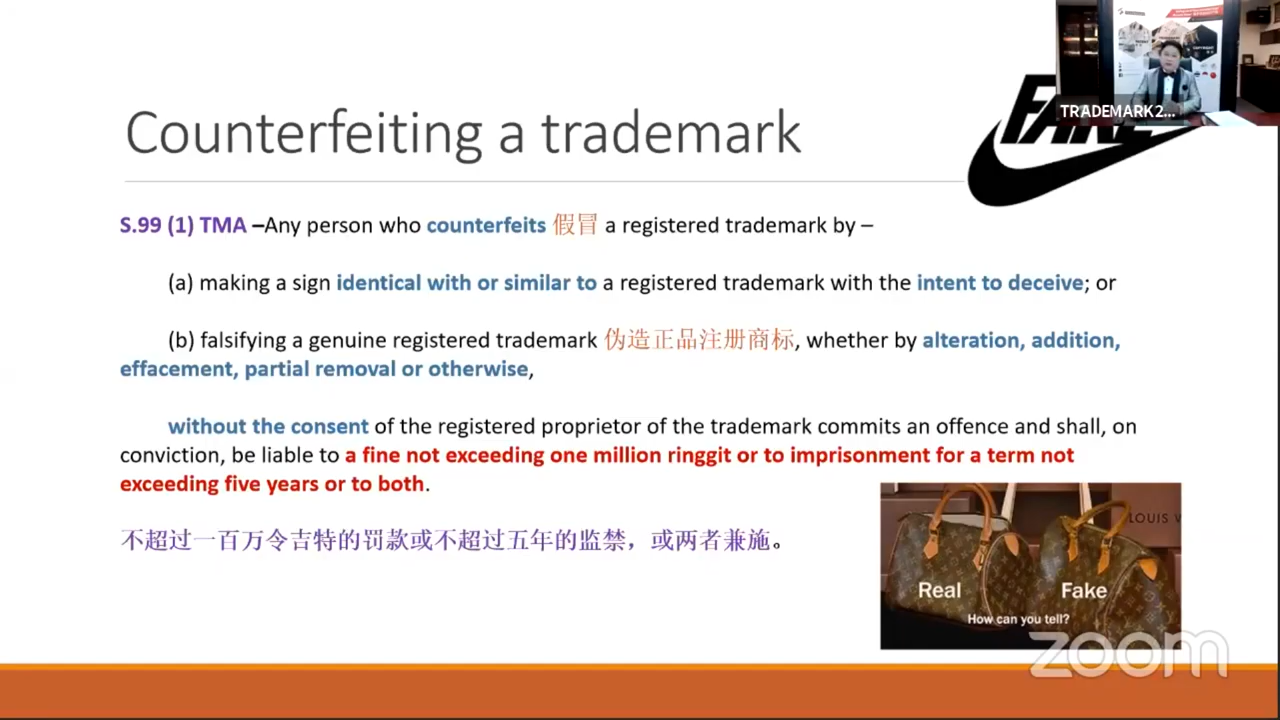 TRADEMARK2...
FAKE
Counterfeiting a trademark
S.99 (1) TMA –Any person who counterfeits 假冒 a registered trademark by –
(a) making a sign identical with or similar to a registered trademark with the intent to deceive; or
(b) falsifying a genuine registered trademark 伪造正品注册商标, whether by alteration, addition,
effacement, partial removal or otherwise,
without the consent of the registered proprietor of the trademark commits an offence and shall, on
conviction, be liable to a fine not exceeding one million ringgit or to imprisonment for a term not
exceeding five years or to both.
不超过一百万令吉特的罚款或不超过五年的监禁，或两者兼施。
LOUIS V
Real Fake
How can you tell?
zoom